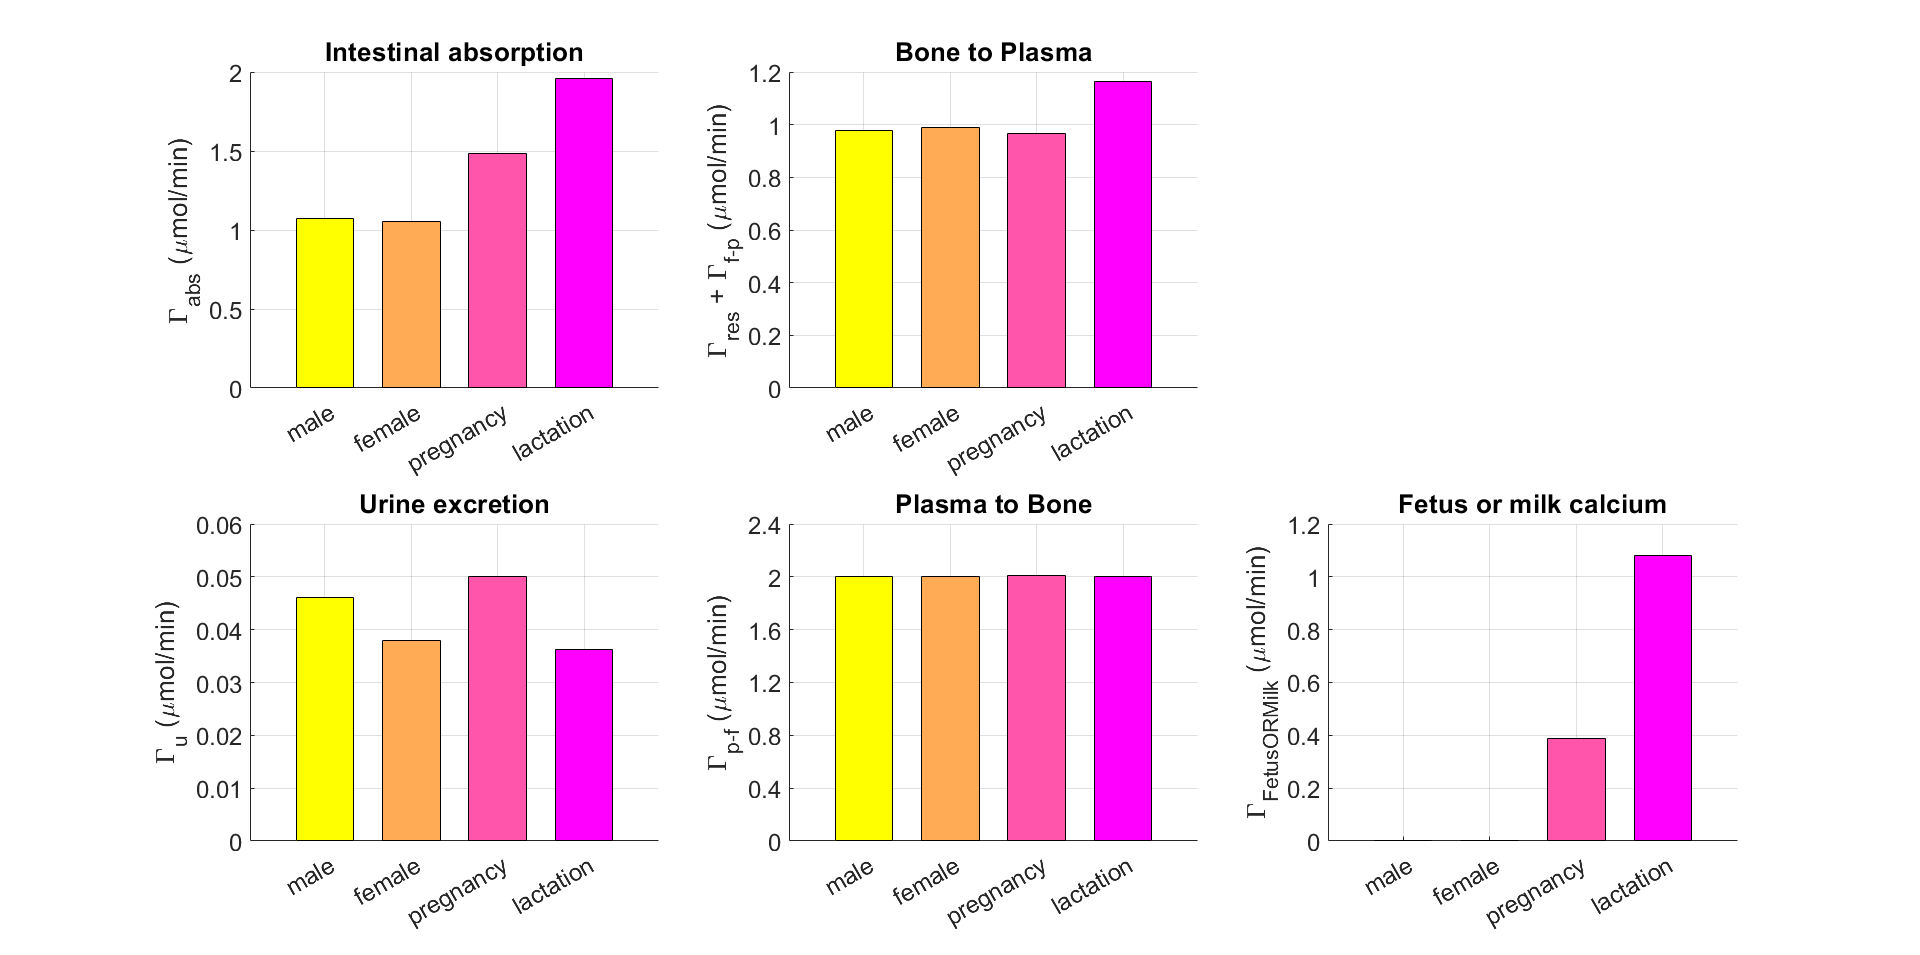 Intestinal absorption
Γabs (μmol/min)
2
1.5
1
0.5
0
male
female
pregnancy
lactation
Bone to Plasma
Γres + Γf-p (μmol/min)
1.2
1
0.8
0.6
0.4
0.2
0
male
female
pregnancy
lactation
Urine excretion
Γu (μmol/min)
0.06
0.05
0.04
0.03
0.02
0.01
0
male
female
pregnancy
lactation
Plasma to Bone
Γp-f (μmol/min)
2.4
2
1.6
1.2
0.8
0.4
0
male
female
pregnancy
lactation
Fetus or milk calcium
ΓFetusORMilk (μmol/min)
1.2
1
0.8
0.6
0.4
0.2
0
male
female
pregnancy
lactation